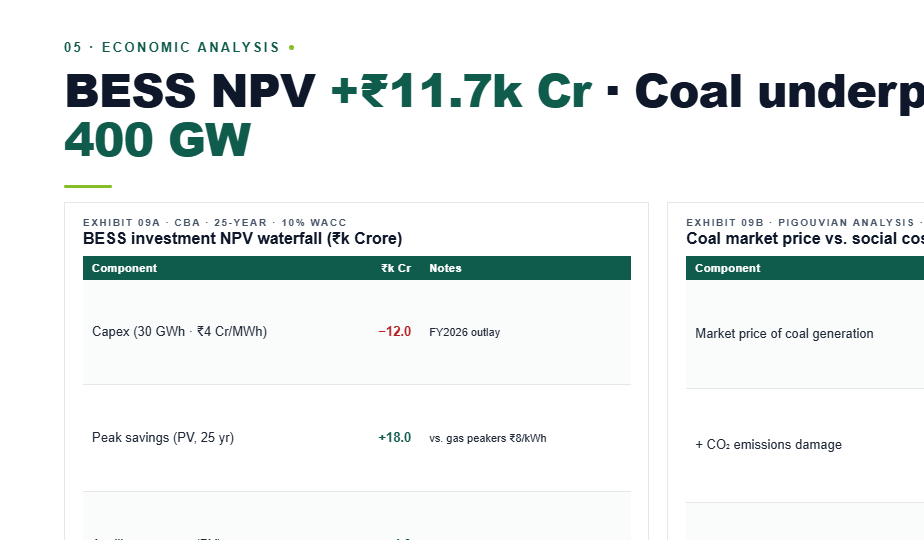 05 · ECONOMIC ANALYSIS
BESS NPV +₹11.7k Cr · Coal underp
400 GW
EXHIBIT 09A · CBA · 25-YEAR · 10% WACC
BESS investment NPV waterfall (₹k Crore)
Component ₹k Cr Notes
Capex (30 GWh · ₹4 Cr/MWh) −12.0 FY2026 outlay
Peak savings (PV, 25 yr) +18.0 vs. gas peakers ₹8/kWh
EXHIBIT 09B · PIGOUVIAN ANALYSIS ·
Coal market price vs. social cos
Component
Market price of coal generation
+ CO₂ emissions damage